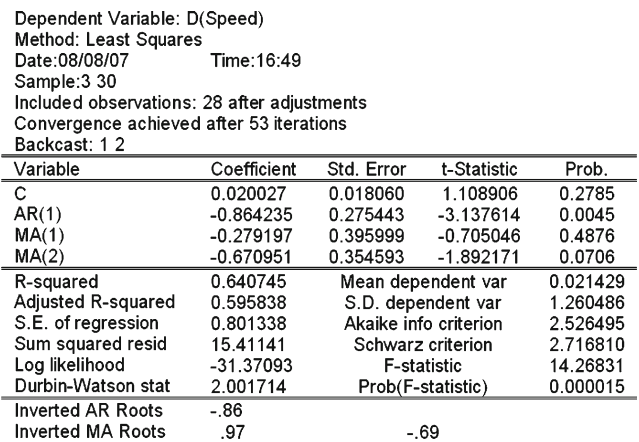 Dependent Variable: D(Speed)
Method: Least Squares
Date:08/08/07 Time:16:49
Sample:3 30
Included observations: 28 after adjustments
Convergence achieved after 53 iterations
Backcast: 1 2
Variable Coefficient Std. Error t-Statistic Prob.
C 0.020027 0.018060 1.108906 0.2785
AR(1) -0.864235 0.275443 -3.137614 0.0045
MA(1) -0.279197 0.395999 -0.705046 0.4876
MA(2) -0.670951 0.354593 -1.892171 0.0706
R-squared 0.640745 Mean dependent var 0.021429
Adjusted R-squared 0.595838 S.D. dependent var 1.260486
S.E. of regression 0.801338 Akaike info criterion 2.526495
Sum squared resid 15.41141 Schwarz criterion 2.716810
Log likelihood -31.37093 F-statistic 14.26831
Durbin-Watson stat 2.001714 Prob(F-statistic) 0.000015
Inverted AR Roots -.86
Inverted MA Roots .97 -.69